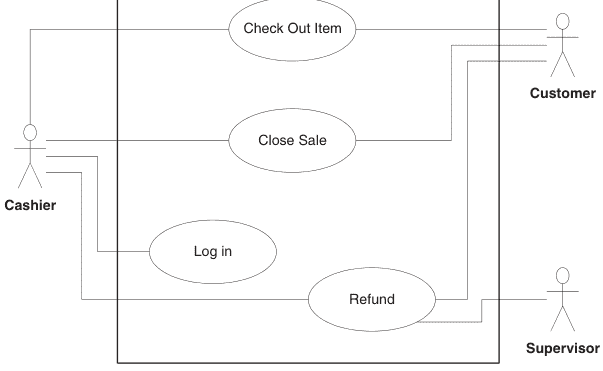 Check Out Item
Customer
Close Sale
Cashier
Log in
Refund
Supervisor